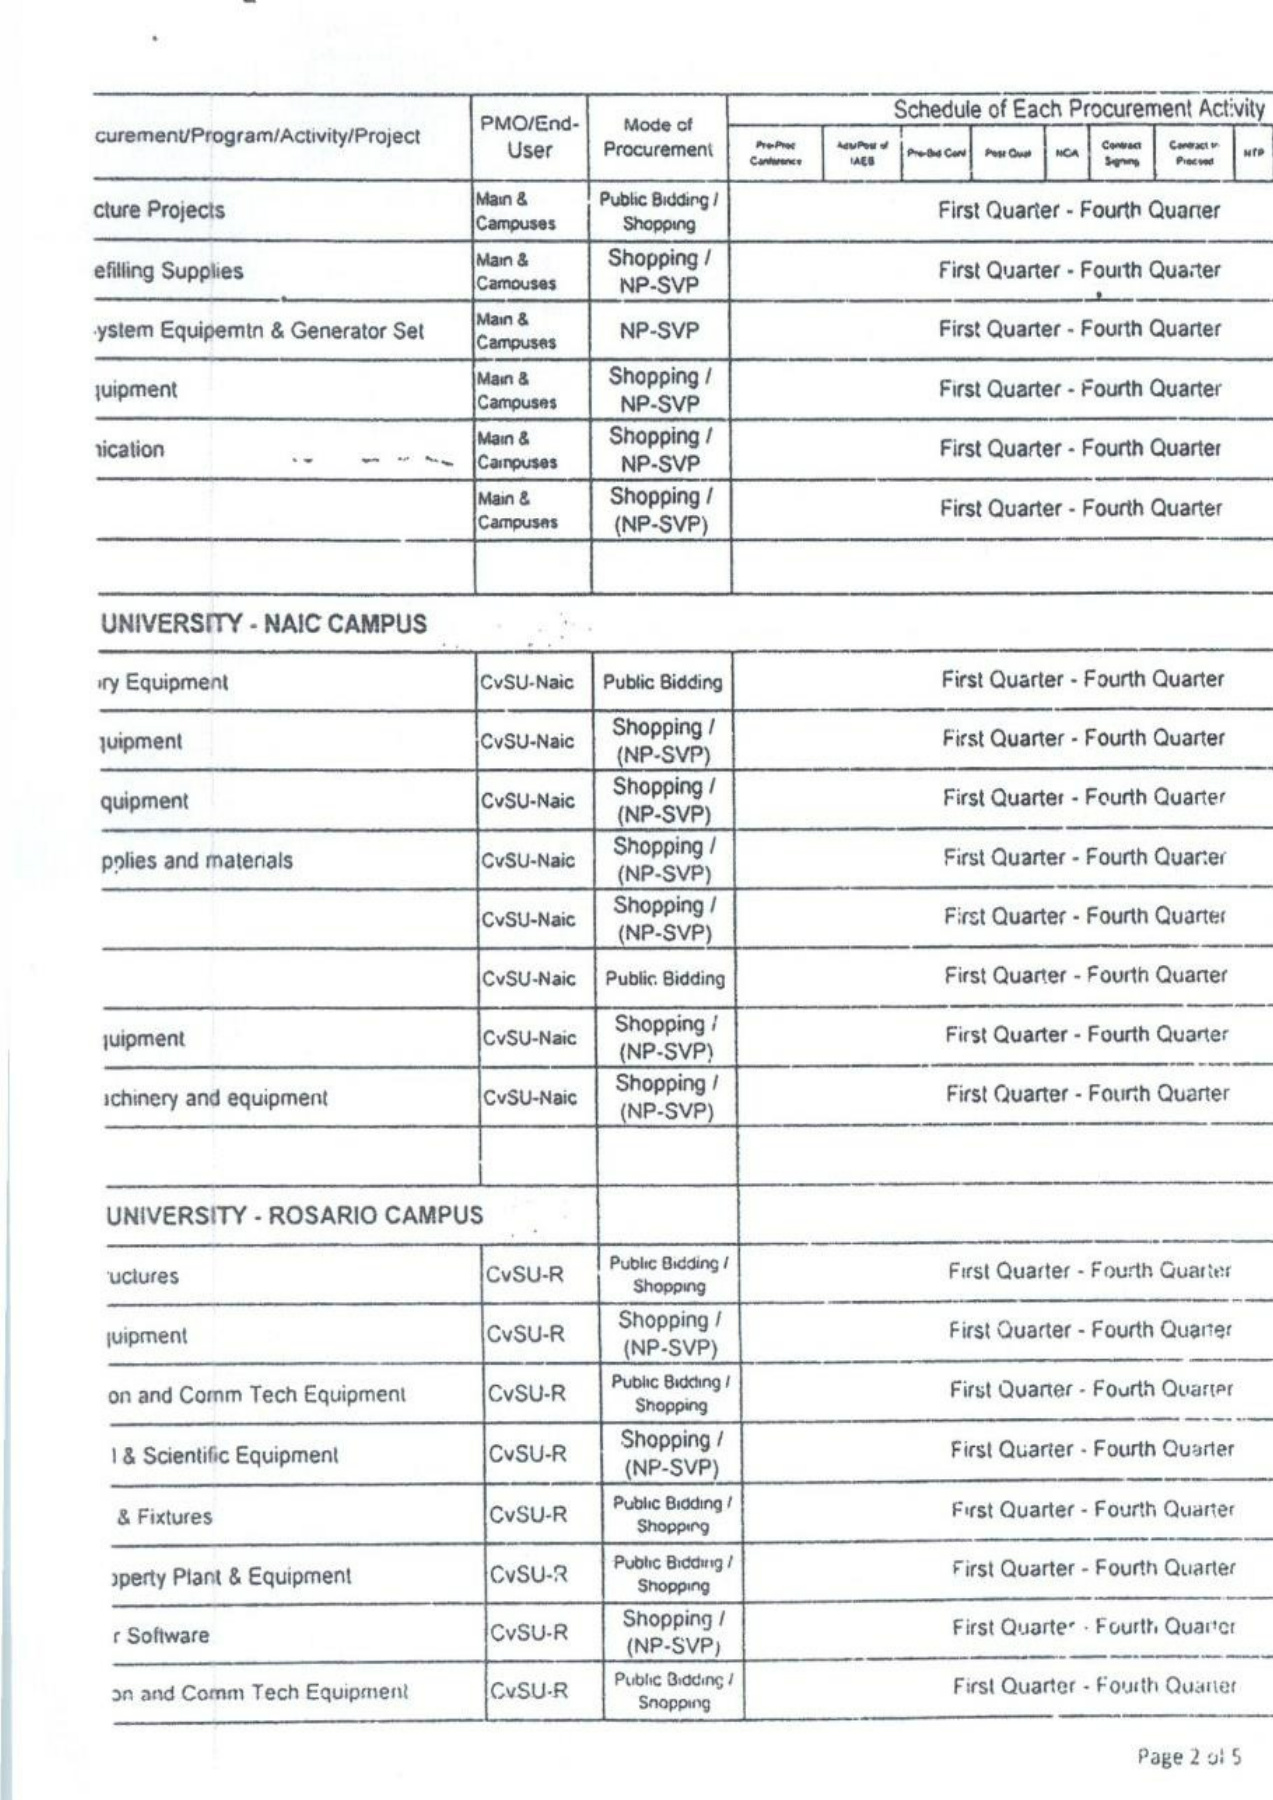 Schedule of Each Procurement Activity
curement/Program/Activity/Project
PMO/End-
User
Mode of
Procurement
Pre-Proc
Conference
Ads/Post of
IAEB
Pre-Bid Conf
Post Qual
NOA
Contract
Signing
Proceed
NTP
cture Projects
Main &
Campuses
Public Bidding /
Shopping
First Quarter - Fourth Quarter
efilling Supplies
Main &
Campuses
Shopping /
NP-SVP
First Quarter - Fourth Quarter
ystem Equipemtn & Generator Set
Main &
Campuses
NP-SVP
First Quarter - Fourth Quarter
quipment
Main &
Campuses
Shopping /
NP-SVP
First Quarter - Fourth Quarter
nication
Main &
Campuses
Shopping /
NP-SVP
First Quarter - Fourth Quarter
Main &
Campuses
Shopping /
(NP-SVP)
First Quarter - Fourth Quarter
UNIVERSITY - NAIC CAMPUS
ry Equipment
CvSU-Naic
Public Bidding
First Quarter - Fourth Quarter
quipment
CvSU-Naic
Shopping /
(NP-SVP)
First Quarter - Fourth Quarter
quipment
CvSU-Naic
Shopping /
(NP-SVP)
First Quarter - Fourth Quarter
pplies and materials
CvSU-Naic
Shopping /
(NP-SVP)
First Quarter - Fourth Quarter
CvSU-Naic
Shopping /
(NP-SVP)
First Quarter - Fourth Quarter
CvSU-Naic
Public Bidding
First Quarter - Fourth Quarter
quipment
CvSU-Naic
Shopping /
(NP-SVP)
First Quarter - Fourth Quarter
achinery and equipment
CvSU-Naic
Shopping /
(NP-SVP)
First Quarter - Fourth Quarter
UNIVERSITY - ROSARIO CAMPUS
uctures
CvSU-R
Public Bidding /
Shopping
First Quarter - Fourth Quarter
quipment
CvSU-R
Shopping /
(NP-SVP)
First Quarter - Fourth Quarter
on and Comm Tech Equipment
CvSU-R
Public Bidding /
Shopping
First Quarter - Fourth Quarter
l & Scientific Equipment
CvSU-R
Shopping /
(NP-SVP)
First Quarter - Fourth Quarter
& Fixtures
CvSU-R
Public Bidding /
Shopping
First Quarter - Fourth Quarter
operty Plant & Equipment
CvSU-R
Public Bidding /
Shopping
First Quarter - Fourth Quarter
r Software
CvSU-R
Shopping /
(NP-SVP)
First Quarter - Fourth Quarter
on and Comm Tech Equipment
CvSU-R
Public Bidding /
Shopping
First Quarter - Fourth Quarter
Page 2 of 5